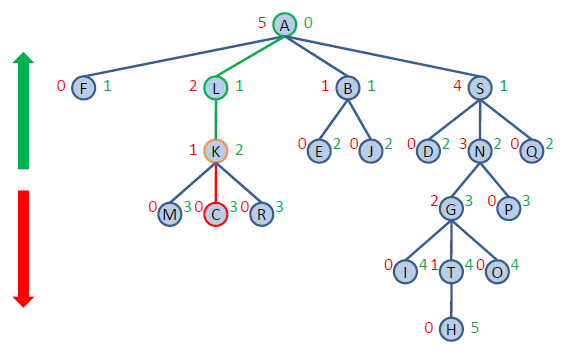 5 A 0
0 F 1 2 L 1 1 B 1 4 S 1
1 K 2 0 E 2 0 J 2 0 D 2 3 N 2 0 Q 2
0 M 3 0 C 3 0 R 3 2 G 3 0 P 3
0 I 4 1 T 4 0 O 4
0 H 5